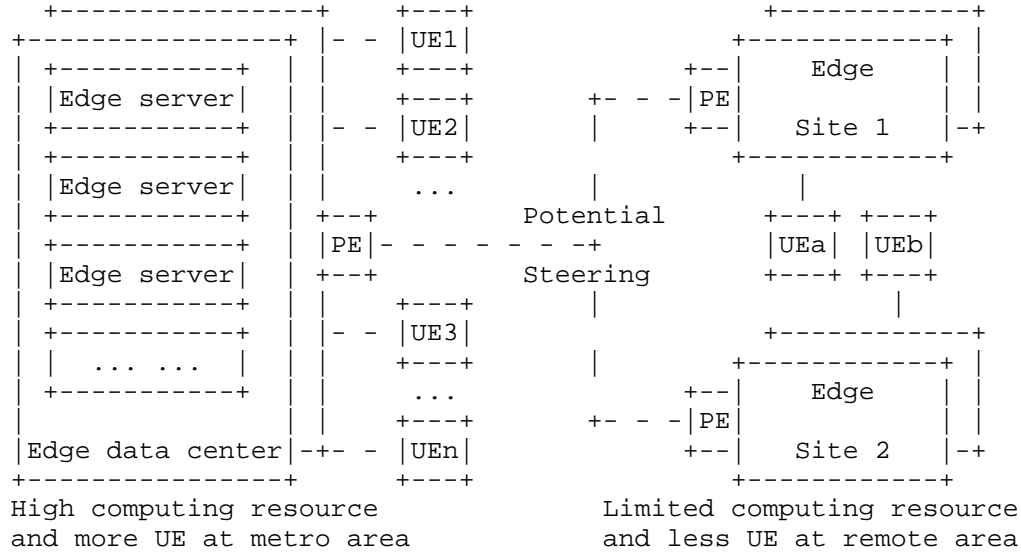 UE1
Edge
Edge server PE
UE2 Site 1
Edge server ...
Potential
PE UEa UEb
Edge server Steering
UE3
... ...
... Edge
PE
Edge data center UEn Site 2
High computing resource Limited computing resource
and more UE at metro area and less UE at remote area